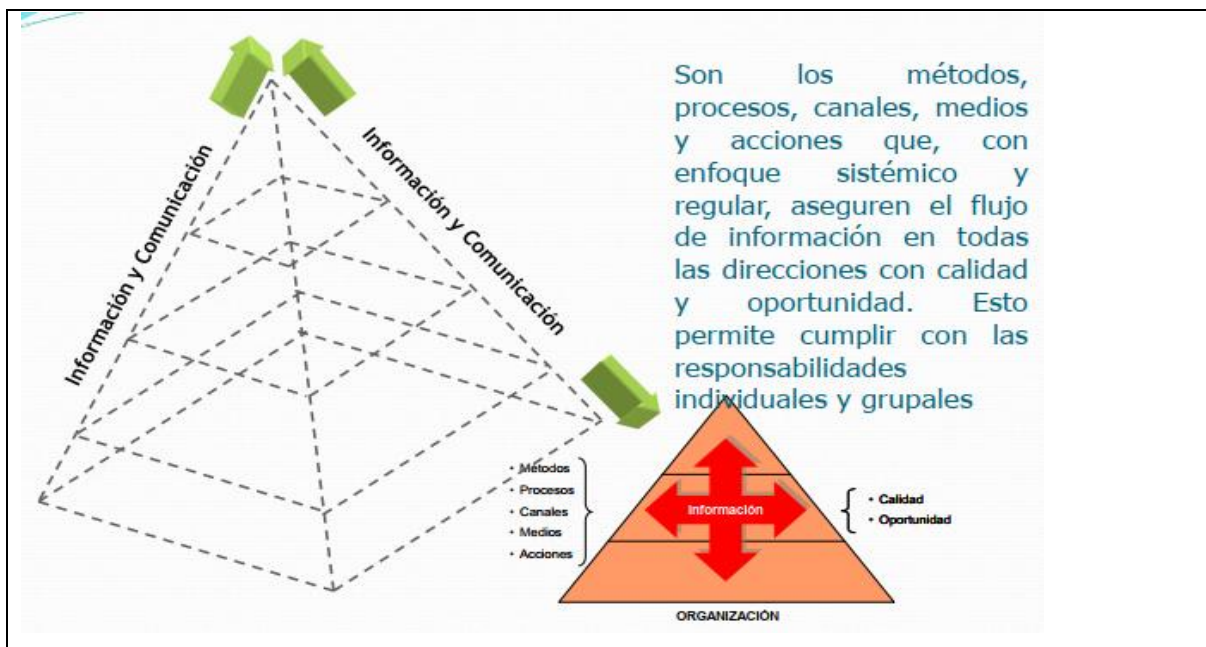 Información y Comunicación
Información y Comunicación
Son los métodos,
procesos, canales, medios
y acciones que, con
enfoque sistémico y
regular, aseguren el flujo
de información en todas
las direcciones con calidad
y oportunidad. Esto
permite cumplir con las
responsabilidades
individuales y grupales
• Métodos
• Procesos
• Canales
• Medios
• Acciones
Información
• Calidad
• Oportunidad
ORGANIZACIÓN